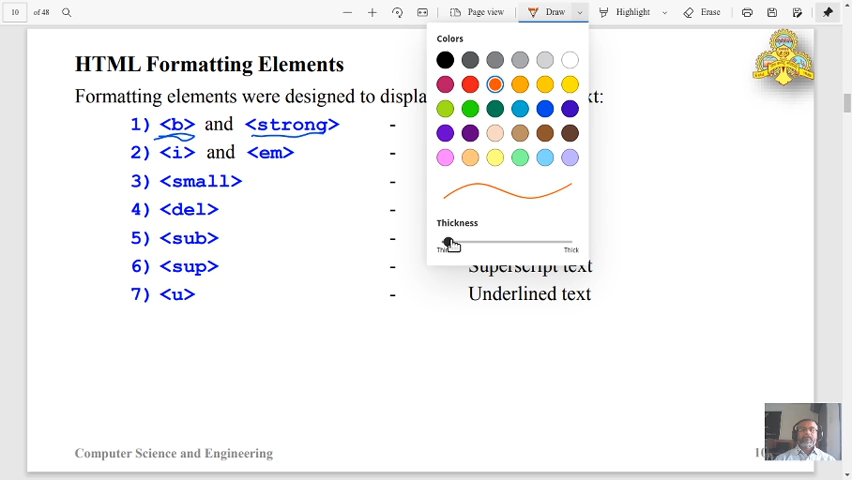 10 of 48 Page view Draw Highlight Erase
Colors
HTML Formatting Elements
Formatting elements were designed to displa xt:
1) <b> and <strong> -
2) <i> and <em> -
3) <small> -
4) <del> -
Thickness
5) <sub> -
Thick
6) <sup> - Superscript text
7) <u> - Underlined text
Computer Science and Engineering 10